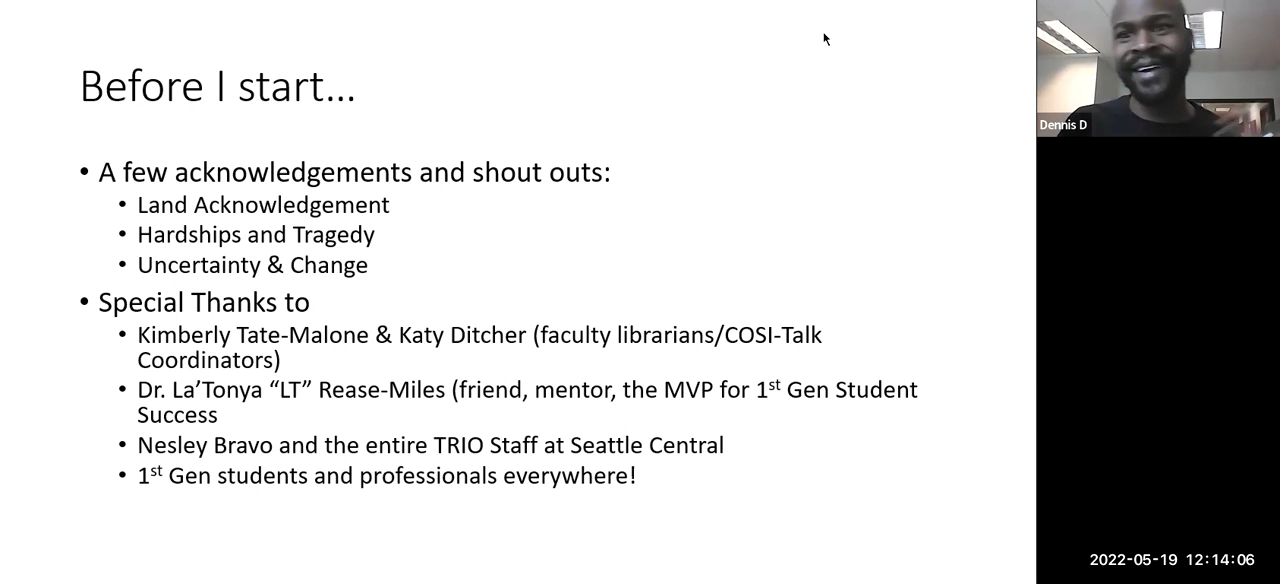 Before I start...
• A few acknowledgements and shout outs:
• Land Acknowledgement
• Hardships and Tragedy
• Uncertainty & Change
• Special Thanks to
• Kimberly Tate-Malone & Katy Ditcher (faculty librarians/COSI-Talk
Coordinators)
• Dr. La’Tonya “LT” Rease-Miles (friend, mentor, the MVP for 1st Gen Student
Success
• Nesley Bravo and the entire TRIO Staff at Seattle Central
• 1st Gen students and professionals everywhere!
Dennis D
2022-05-19 12:14:06